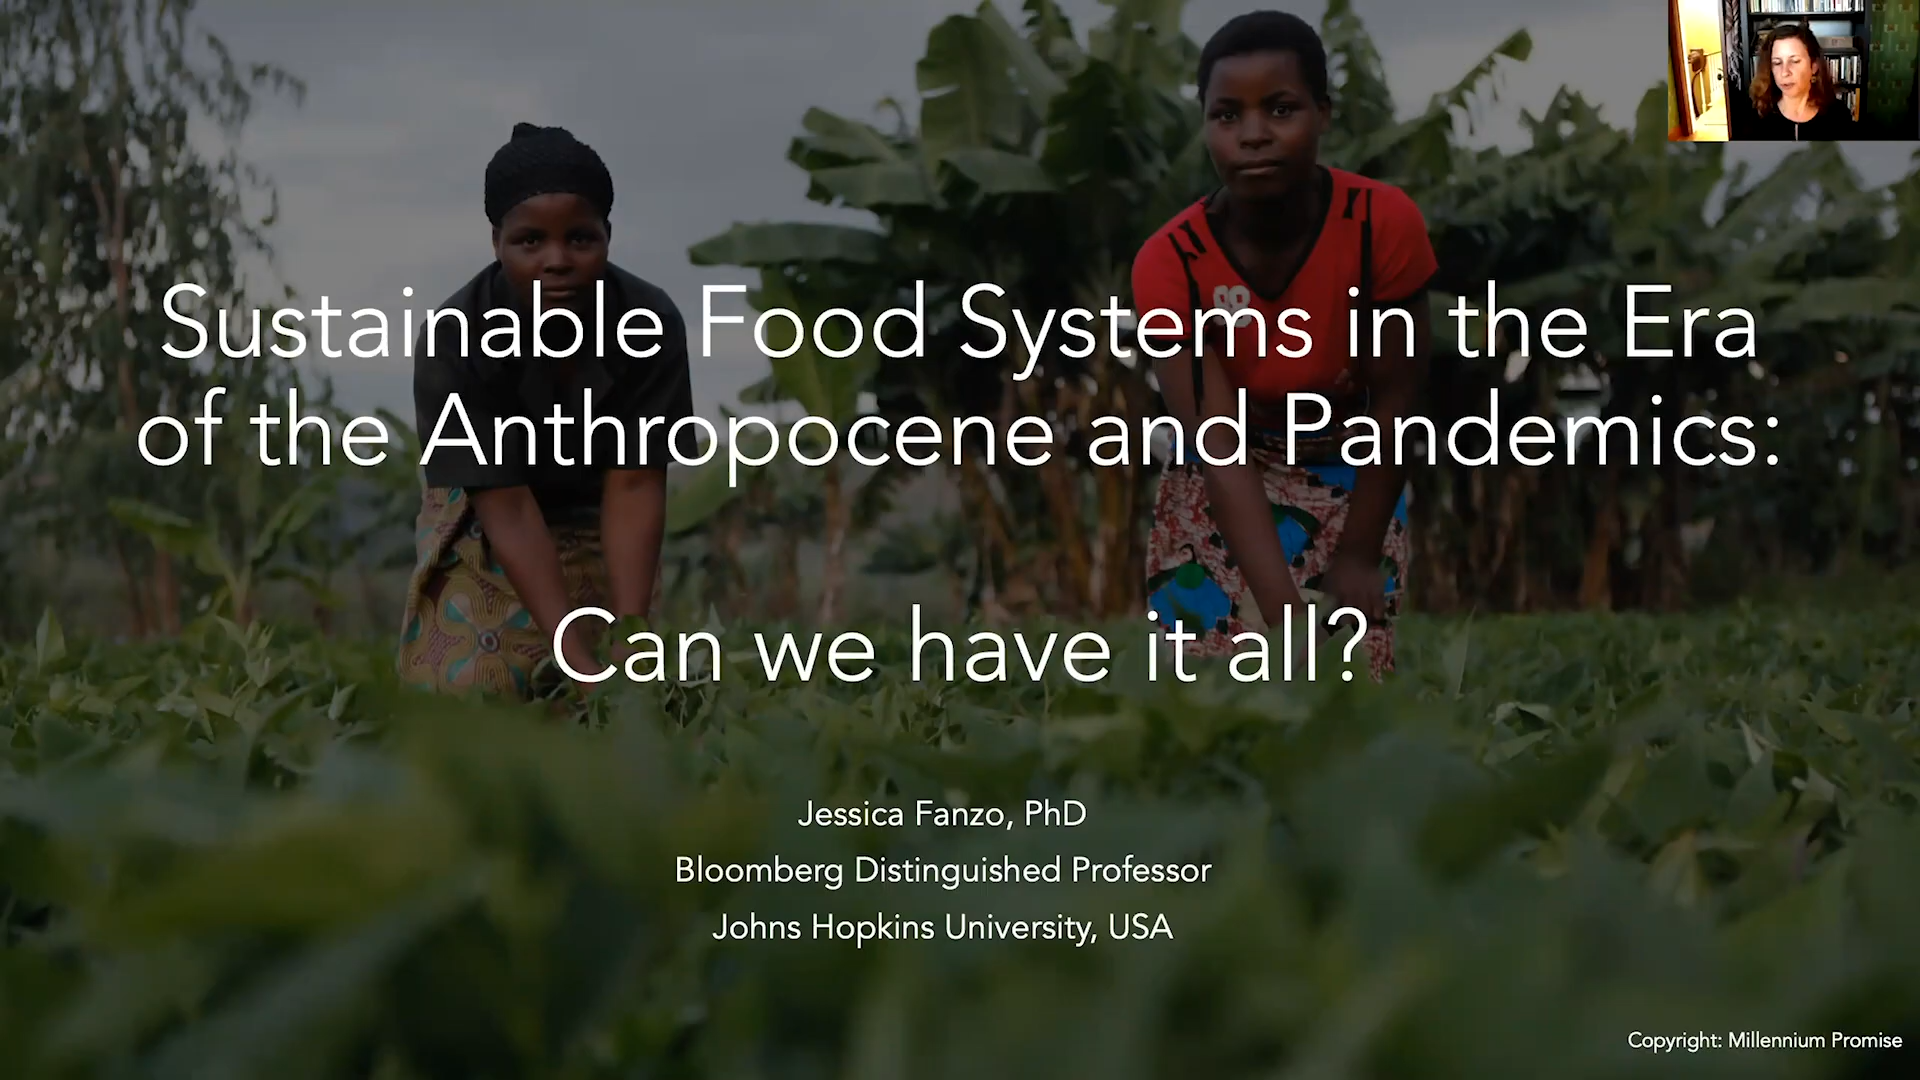 Sustainable Food Systems in the Era
of the Anthropocene and Pandemics:
Can we have it all?
Jessica Fanzo, PhD
Bloomberg Distinguished Professor
Johns Hopkins University, USA
Copyright: Millennium Promise